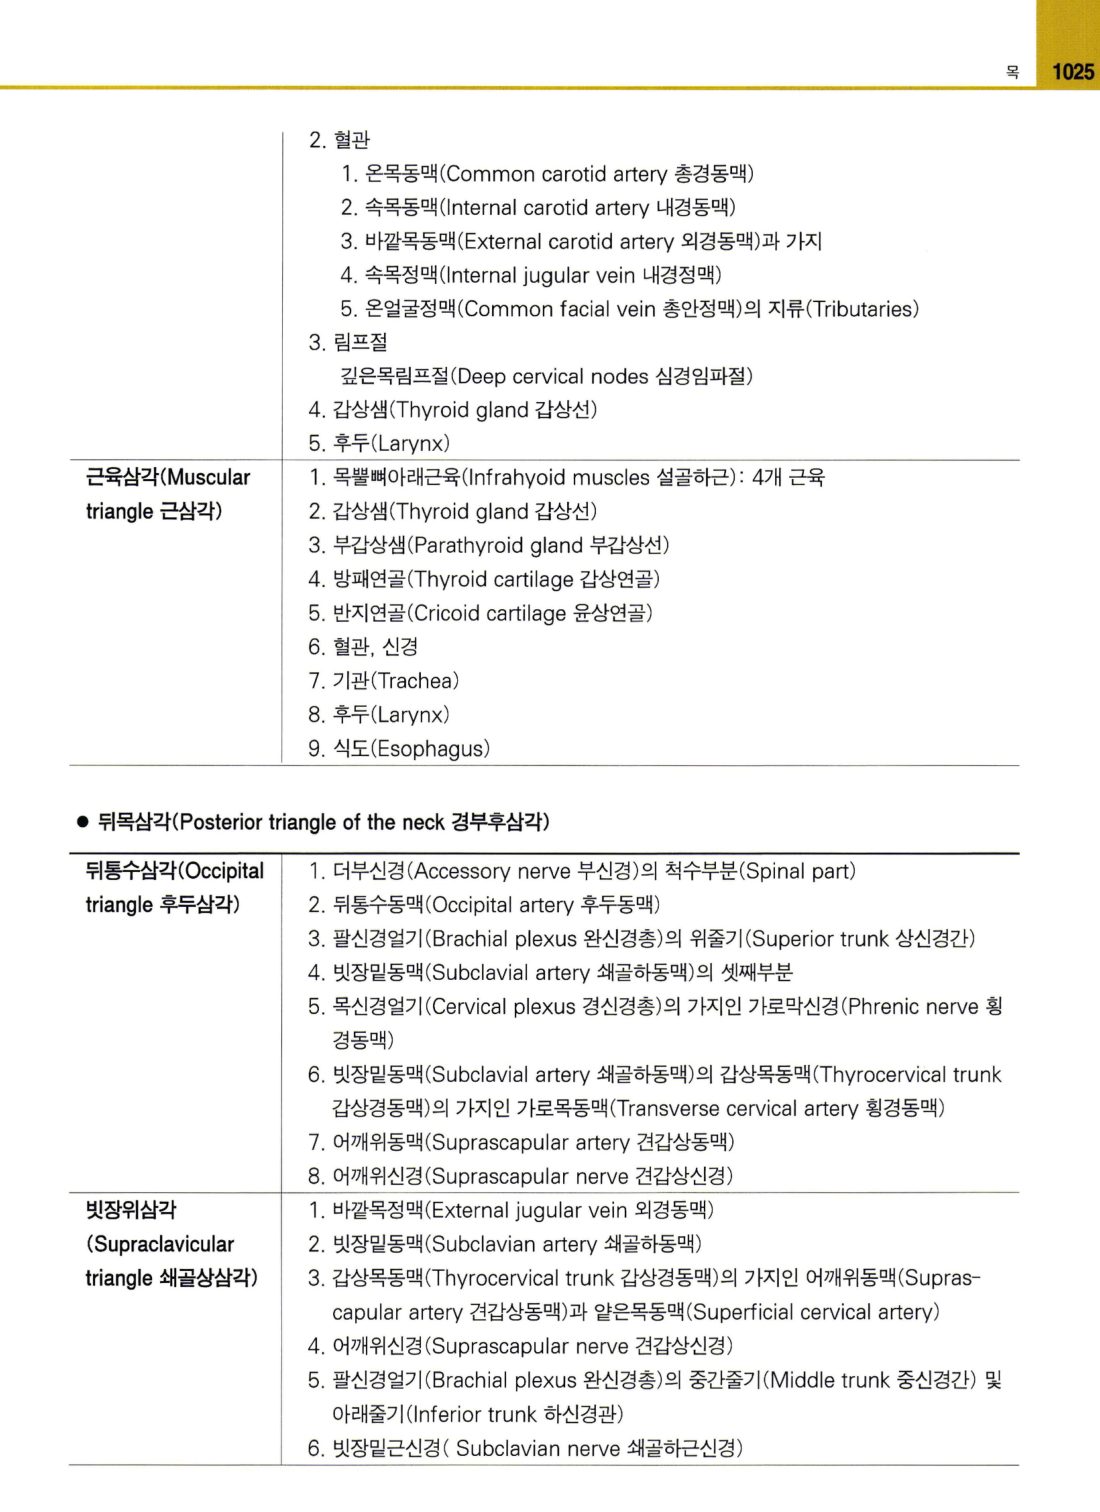 목 1025
2. 혈관
1. 온목동맥(Common carotid artery 총경동맥)
2. 속목동맥(Internal carotid artery 내경동맥)
3. 바깥목동맥(External carotid artery 외경동맥)과 가지
4. 속목정맥(Internal jugular vein 내경정맥)
5. 온얼굴정맥(Common facial vein 총안정맥)의 지류(Tributaries)
3. 림프절
깊은목림프절(Deep cervical nodes 심경임파절)
4. 갑상샘(Thyroid gland 갑상선)
5. 후두(Larynx)
근육삼각(Muscular
triangle 근삼각)
1. 목뿔뼈아래근육(Infrahyoid muscles 설골하근): 4개 근육
2. 갑상샘(Thyroid gland 갑상선)
3. 부갑상샘(Parathyroid gland 부갑상선)
4. 방패연골(Thyroid cartilage 갑상연골)
5. 반지연골(Cricoid cartilage 윤상연골)
6. 혈관, 신경
7. 기관(Trachea)
8. 후두(Larynx)
9. 식도(Esophagus)
● 뒤목삼각(Posterior triangle of the neck 경부후삼각)
뒤통수삼각(Occipital
triangle 후두삼각)
1. 더부신경(Accessory nerve 부신경)의 척수부분(Spinal part)
2. 뒤통수동맥(Occipital artery 후두동맥)
3. 팔신경얼기(Brachial plexus 완신경총)의 위줄기(Superior trunk 상신경간)
4. 빗장밑동맥(Subclavial artery 쇄골하동맥)의 셋째부분
5. 목신경얼기(Cervical plexus 경신경총)의 가지인 가로막신경(Phrenic nerve 횡
경동맥)
6. 빗장밑동맥(Subclavial artery 쇄골하동맥)의 갑상목동맥(Thyrocervical trunk
갑상경동맥)의 가지인 가로목동맥(Transverse cervical artery 횡경동맥)
7. 어깨위동맥(Suprascapular artery 견갑상동맥)
8. 어깨위신경(Suprascapular nerve 견갑상신경)
빗장위삼각
(Supraclavicular
triangle 쇄골상삼각)
1. 바깥목정맥(External jugular vein 외경동맥)
2. 빗장밑동맥(Subclavian artery 쇄골하동맥)
3. 갑상목동맥(Thyrocervical trunk 갑상경동맥)의 가지인 어깨위동맥(Supras-
capular artery 견갑상동맥)과 얕은목동맥(Superficial cervical artery)
4. 어깨위신경(Suprascapular nerve 견갑상신경)
5. 팔신경얼기(Brachial plexus 완신경총)의 중간줄기(Middle trunk 중신경간) 및
아래줄기(Inferior trunk 하신경관)
6. 빗장밑근신경( Subclavian nerve 쇄골하근신경)